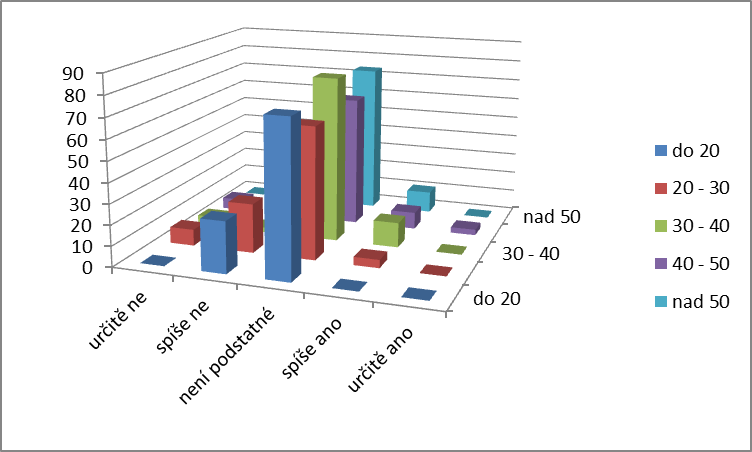 90
80
70
60
50
40
30
20
10
0
určitě ne
spíše ne
není podstatné
spíše ano
určitě ano
nad 50
30 - 40
do 20
do 20
20 - 30
30 - 40
40 - 50
nad 50